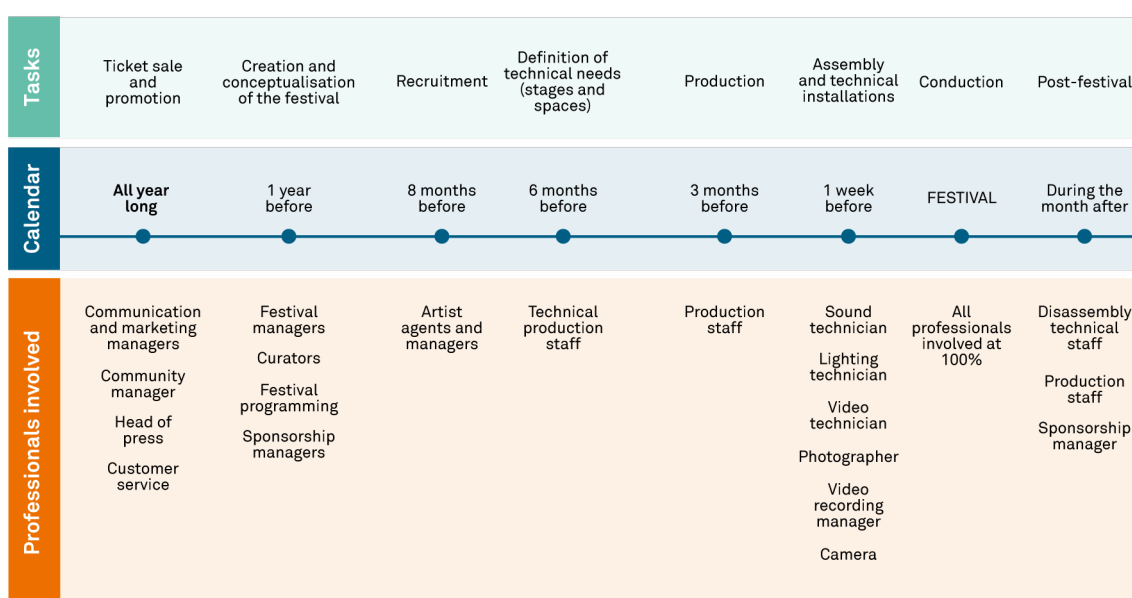 Tasks
Ticket sale
and
promotion
Creation and
conceptualisation
of the festival
Recruitment
Definition of
technical needs
(stages and
spaces)
Production
Assembly
and technical
installations
Conduction
Post-festival
Calendar
All year
long
1 year
before
8 months
before
6 months
before
3 months
before
1 week
before
FESTIVAL
During the
month after
Professionals involved
Communication
and marketing
managers
Community
manager
Head of
press
Customer
service
Festival
managers
Curators
Festival
programming
Sponsorship
managers
Artist
agents and
managers
Technical
production
staff
Production
staff
Sound
technician
Lighting
technician
Video
technician
Photographer
Video
recording
manager
Camera
All
professionals
involved at
100%
Disassembly
technical
staff
Production
staff
Sponsorship
manager